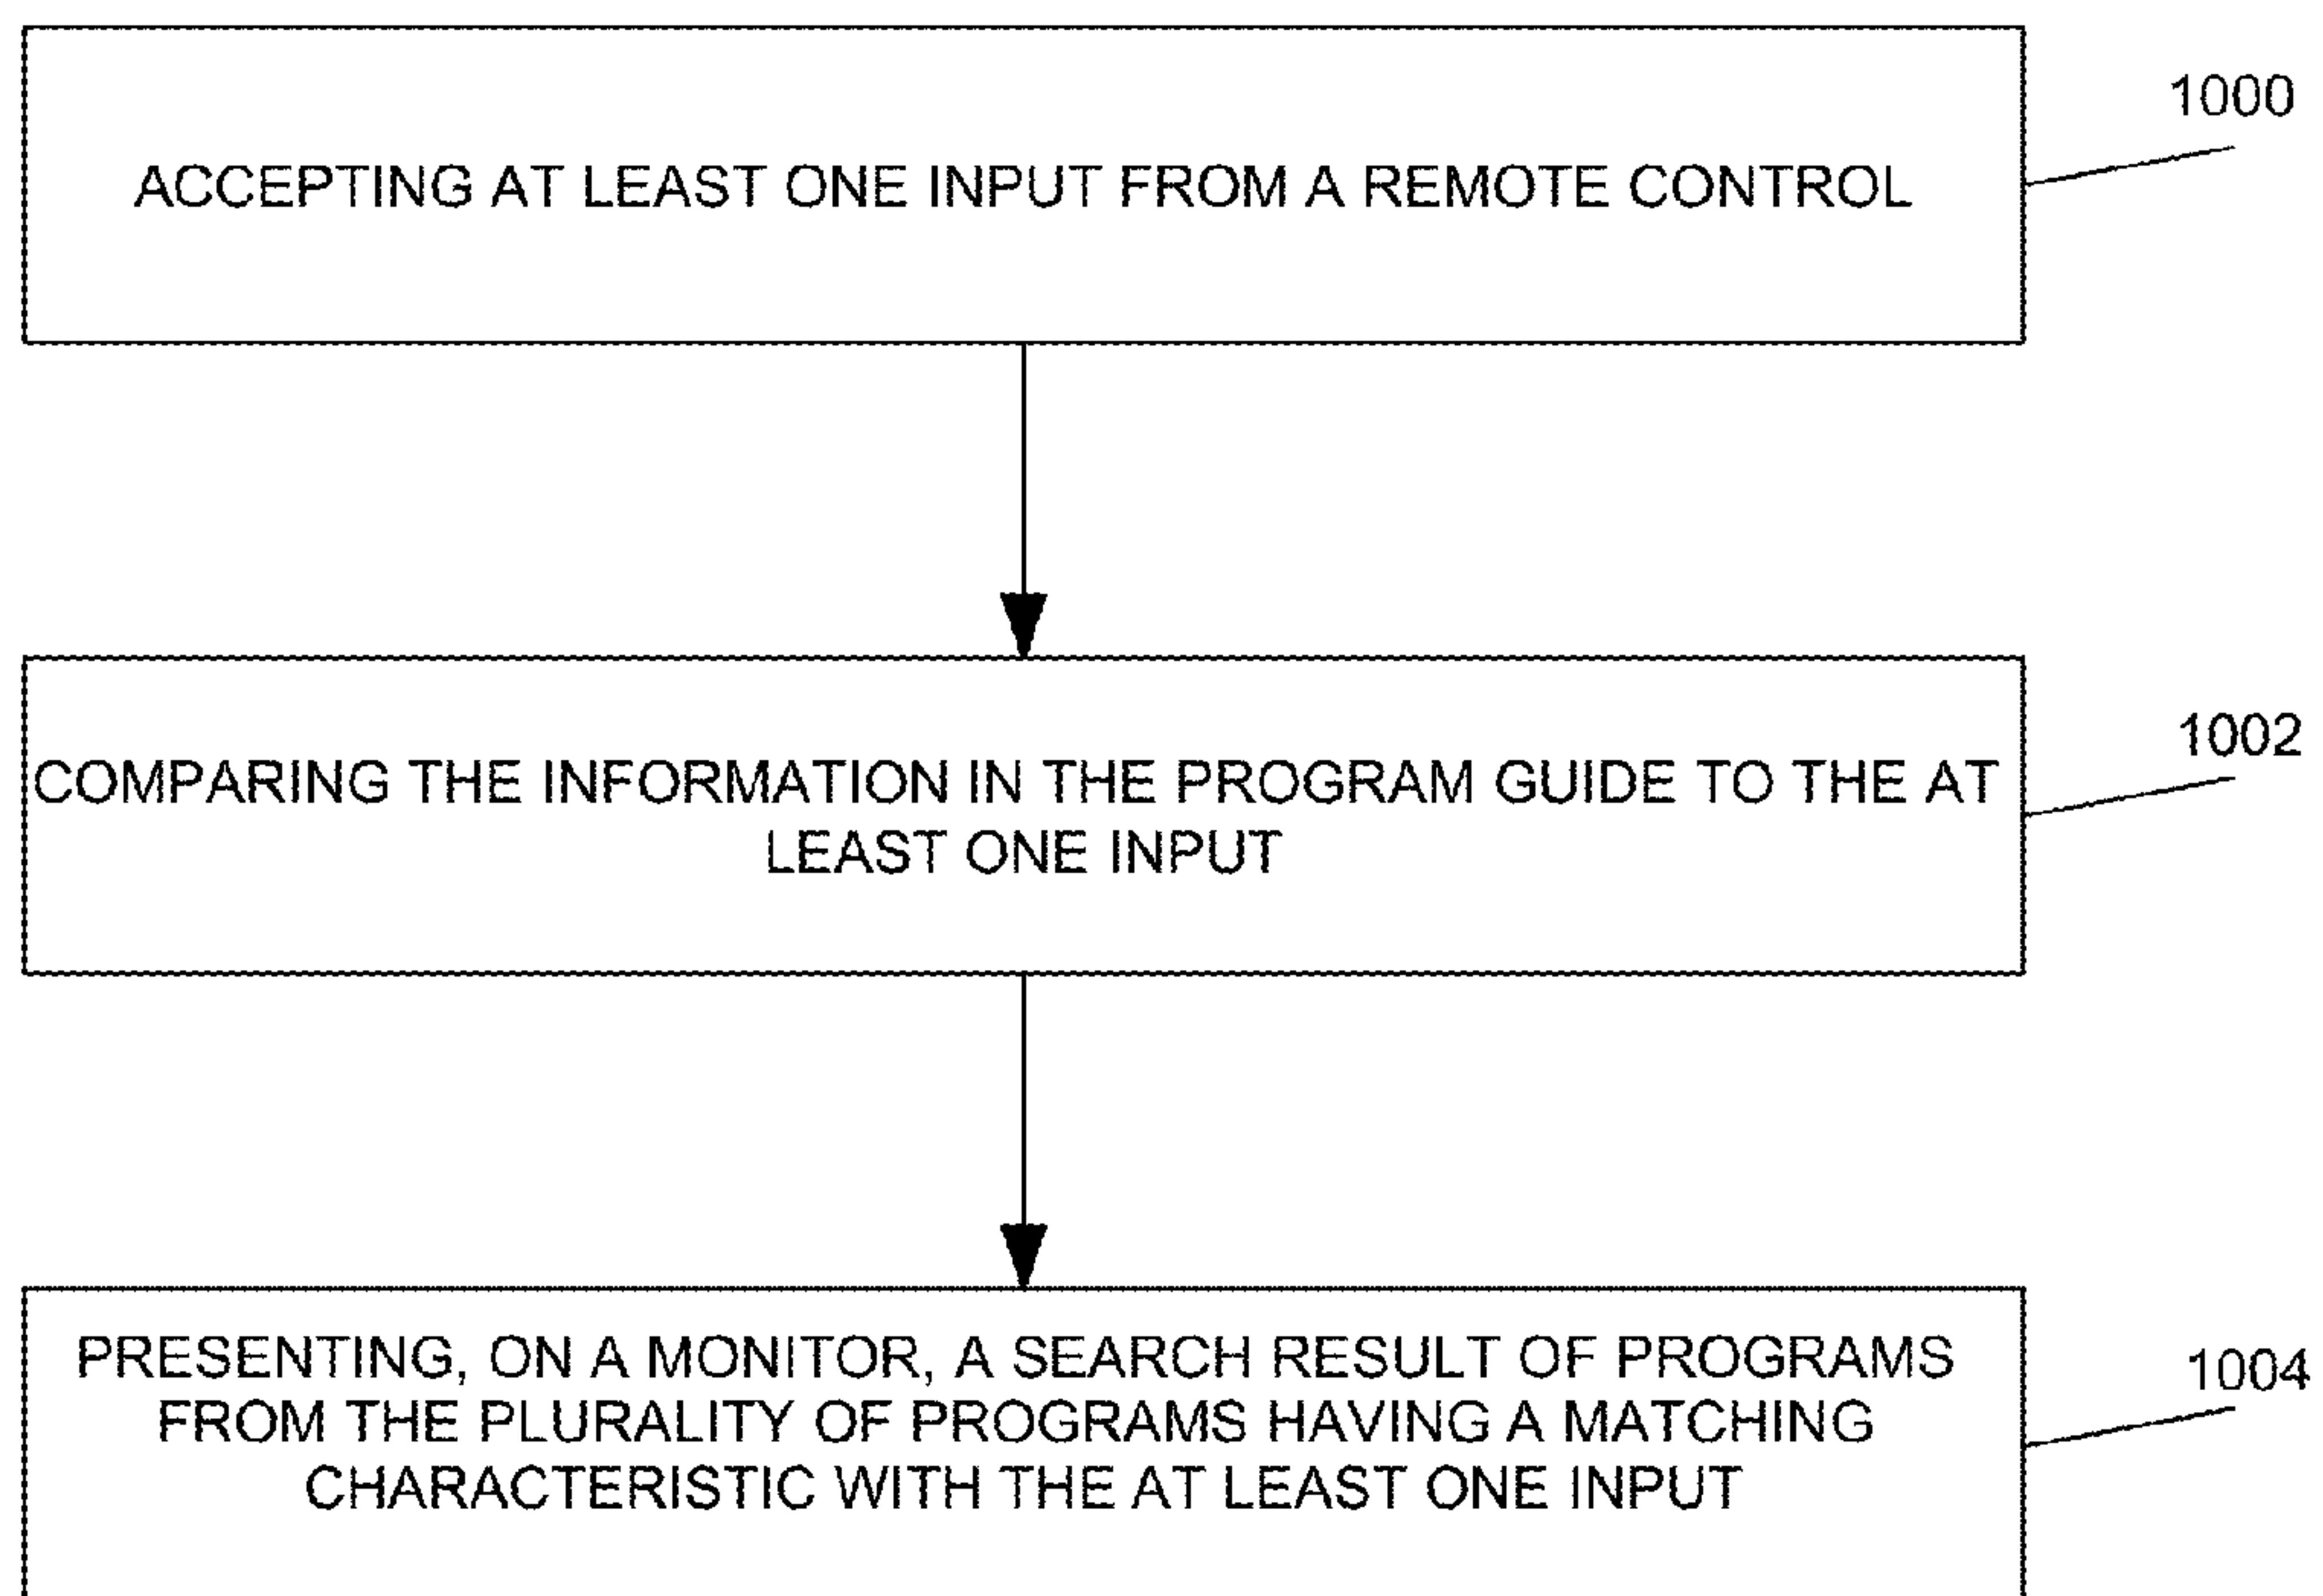 1000
ACCEPTING AT LEAST ONE INPUT FROM A REMOTE CONTROL
1002
COMPARING THE INFORMATION IN THE PROGRAM GUIDE TO THE AT
LEAST ONE INPUT
PRESENTING, ON A MONITOR, A SEARCH RESULT OF PROGRAMS
1004
FROM THE PLURALITY OF PROGRAMS HAVING A MATCHING
CHARACTERISTIC WITH THE AT LEAST ONE INPUT